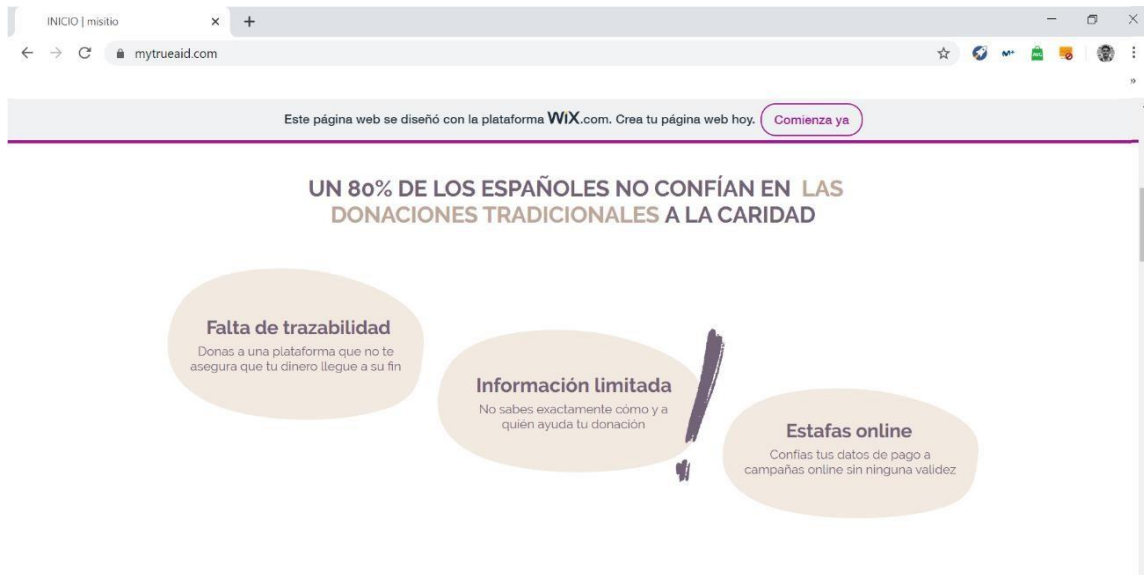 INICIO | misitio
mytrueaid.com
Este página web se diseñó con la plataforma WiX.com. Crea tu página web hoy. Comienza ya
UN 80% DE LOS ESPAÑOLES NO CONFÍAN EN LAS
DONACIONES TRADICIONALES A LA CARIDAD
Falta de trazabilidad
Donas a una plataforma que no te
asegura que tu dinero llegue a su fin
Información limitada
No sabes exactamente cómo y a
quién ayuda tu donación
Estafas online
Confías tus datos de pago a
campañas online sin ninguna validez